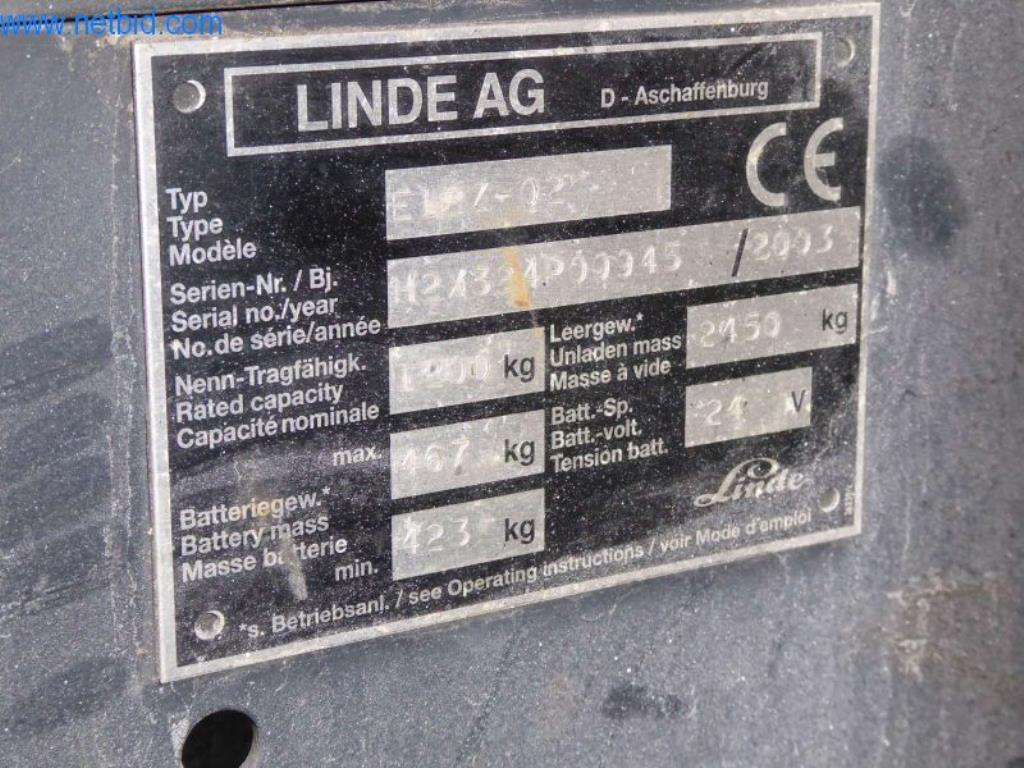 www.netbid.com
LINDE AG D - Aschaffenburg
CE
Typ
Type
Modèle
Serien-Nr. / Bj.
Serial no./year
No. de série/année
/ 2003
Nenn-Tragfähigk.
Rated capacity
Capacité nominale
kg
Leergew.*
Unladen mass
Masse à vide
2450 kg
max. 467 kg
Batt.-Sp.
Batt.-volt.
Tension batt.
24 V
Batteriegew.*
Battery mass
Masse batterie
min. 423 kg
Linde
*s. Betriebsanl. / see Operating instructions / voir Mode d'emploi